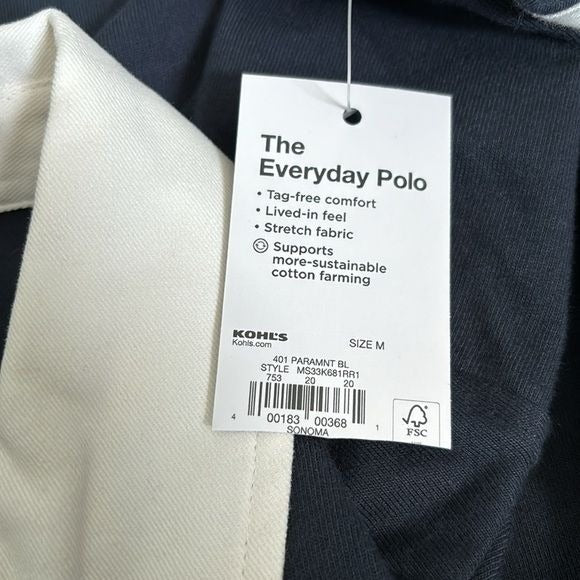 The
Everyday Polo
• Tag-free comfort
• Lived-in feel
• Stretch fabric
Supports
more-sustainable
cotton farming
KOHL'S
Kohls.com
SIZE M
401 PARAMNT BL
STYLE MS33K681RR1
753 20 20
4 00183 00368 1
SONOMA
FSC